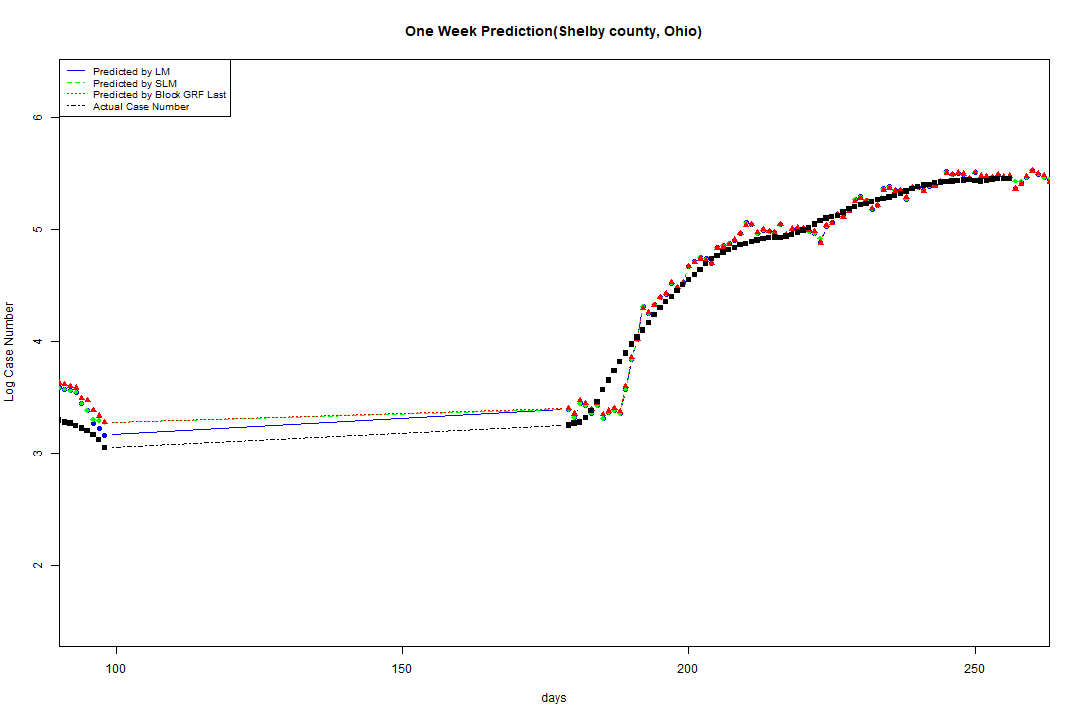 One Week Prediction(Shelby county, Ohio)
Predicted by LM
Predicted by SLM
Predicted by Block GRF Last
Actual Case Number
6
5
4
3
2
Log Case Number
100 150 200 250
days